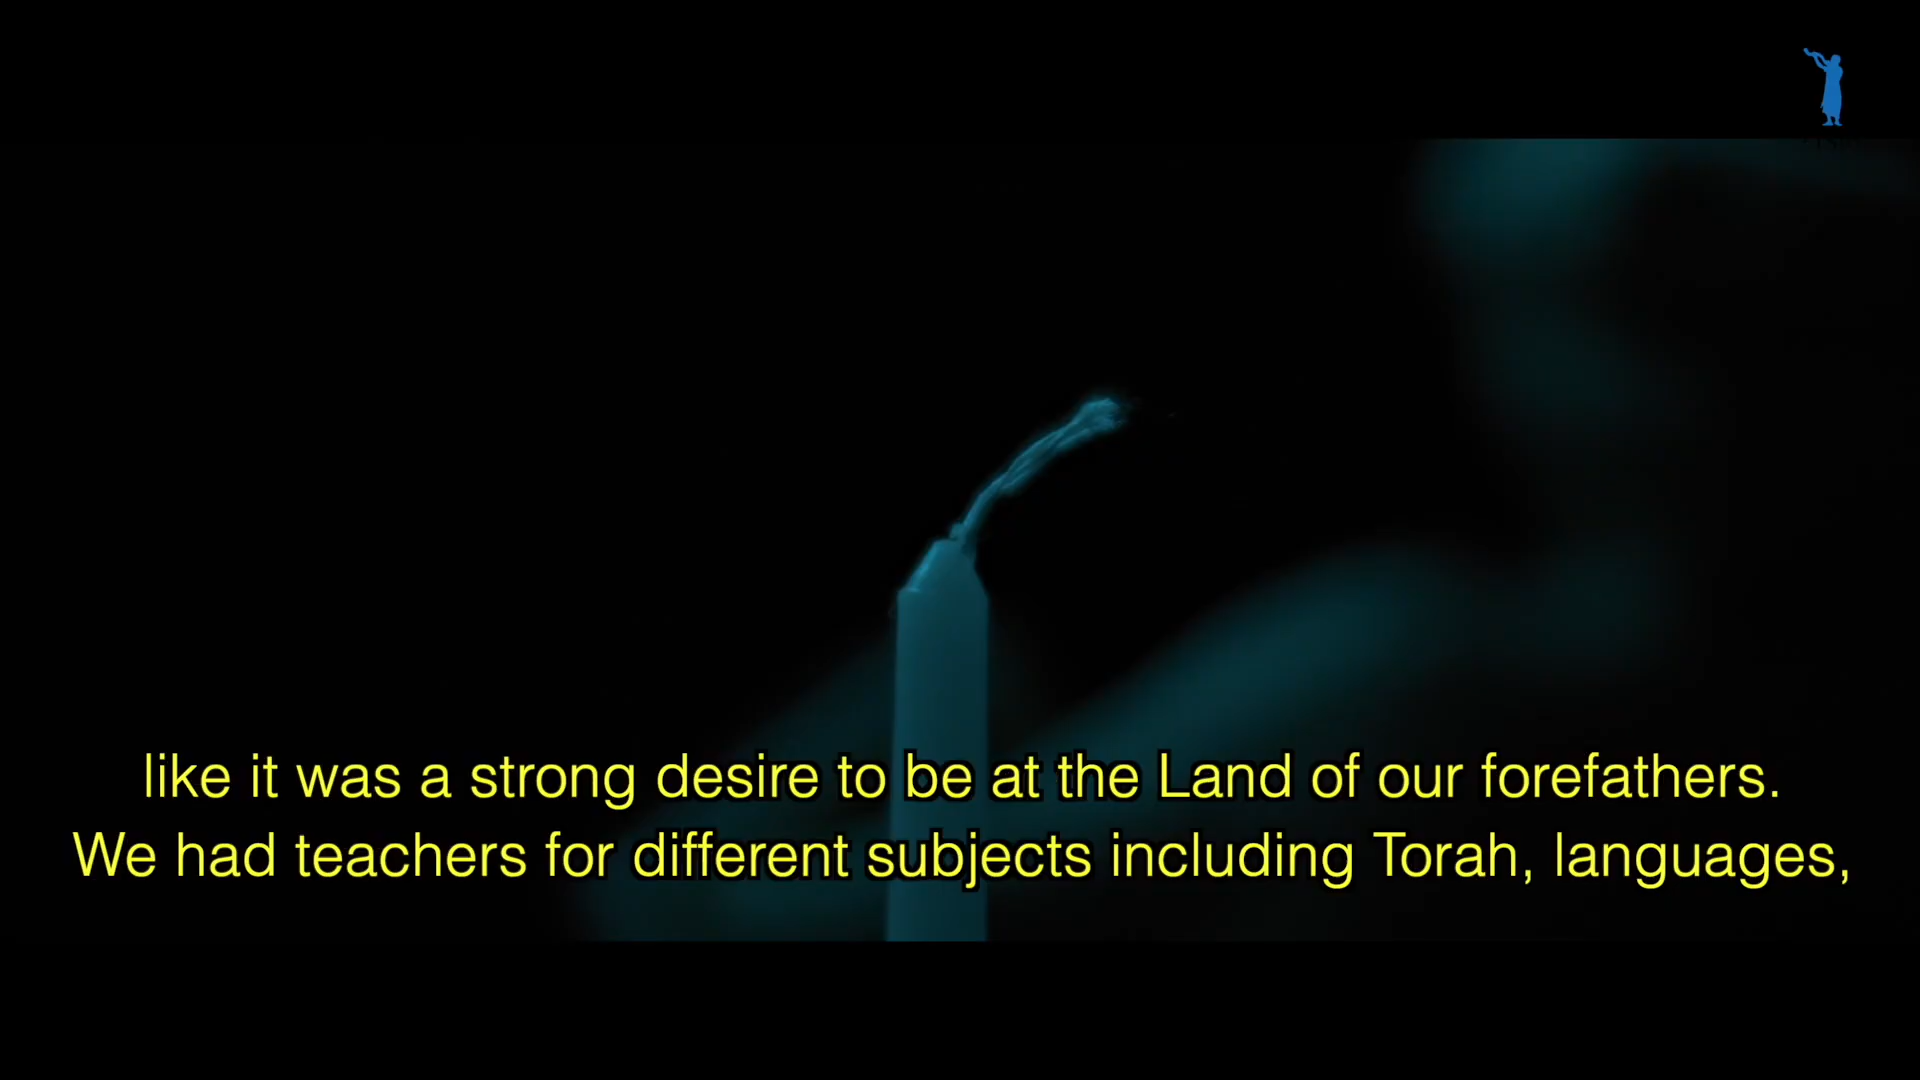 like it was a strong desire to be at the Land of our forefathers.
We had teachers for different subjects including Torah, languages,